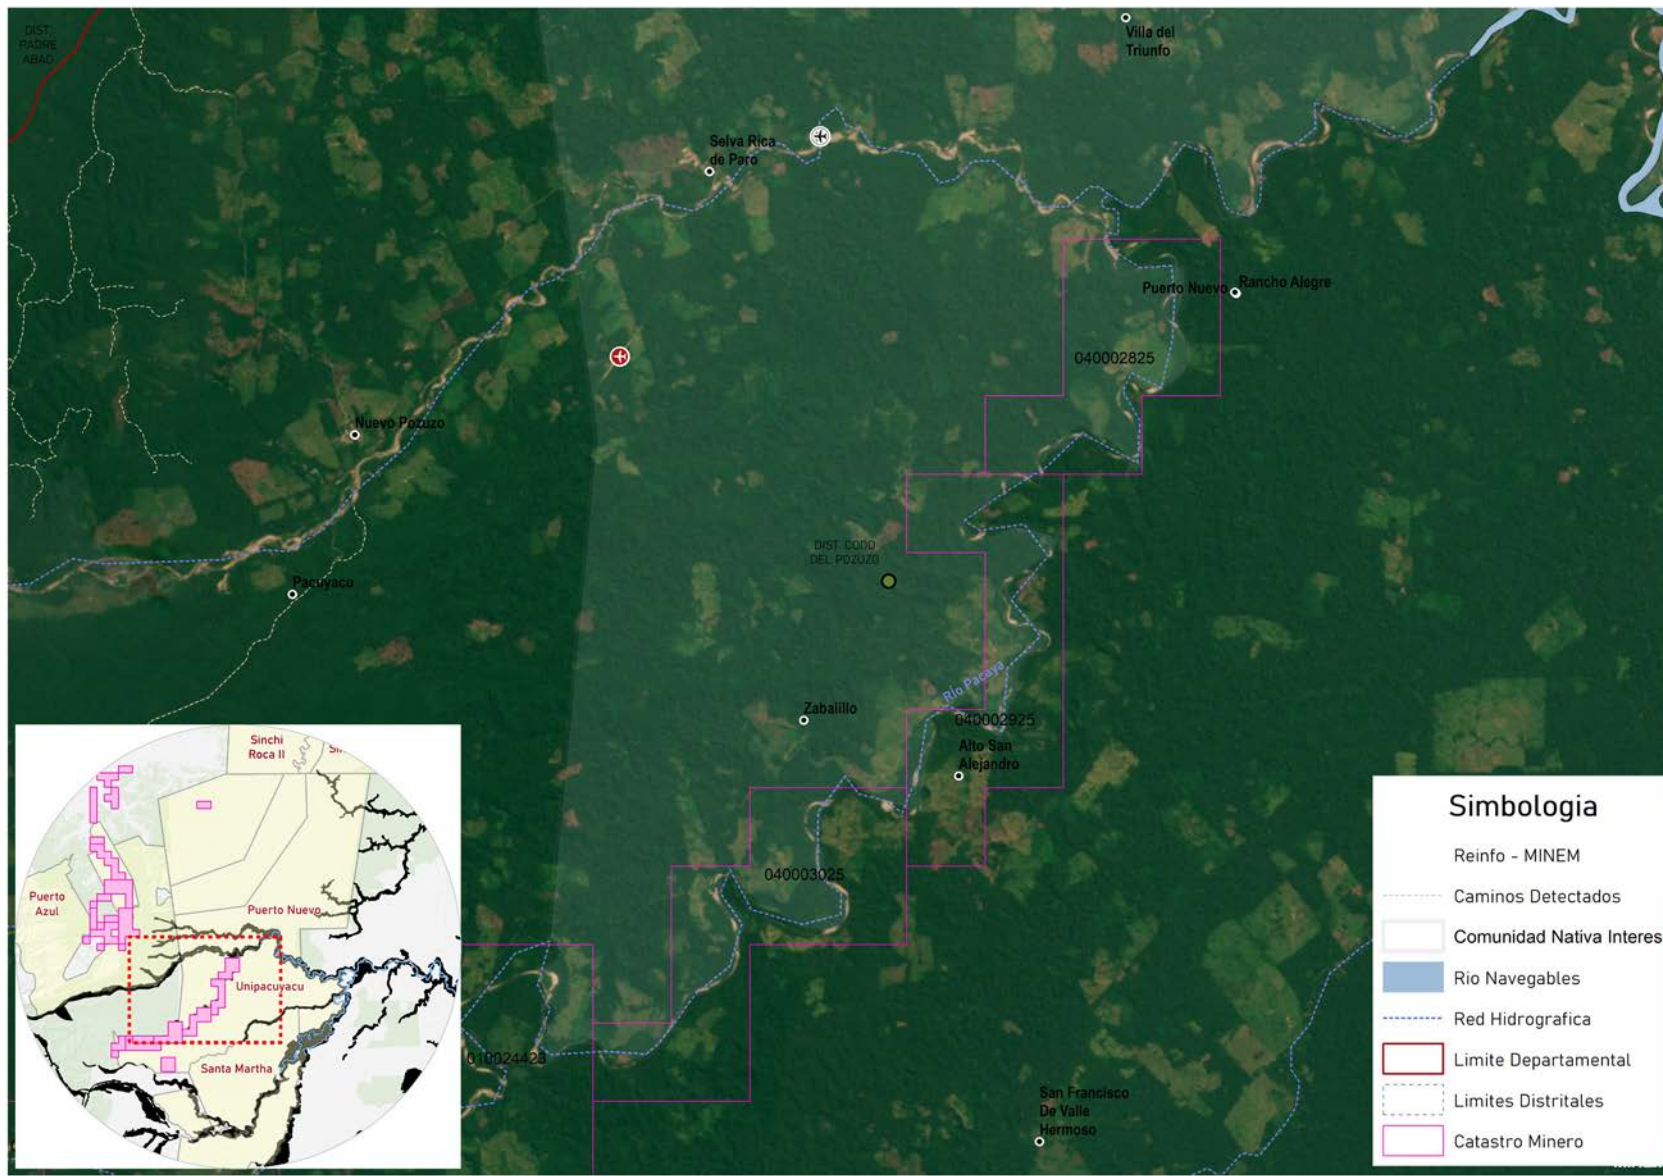 DIST.
PADRE
ABAD
Villa del
Triunfo
Selva Rica
de Paro
Puerto Nuevo
Rancho Alegre
040002825
Nuevo Pozuzo
DIST. CODO
DEL POZUZO
Pacuyacu
Río Pacaya
Zabalillo
040002925
Alto San
Alejandro
040003025
010024423
San Francisco
De Valle
Hermoso
Sinchi
Roca II
Puerto
Azul
Puerto Nuevo
Unipacuyacu
Santa Martha
Simbologia
Reinfo - MINEM
Caminos Detectados
Comunidad Nativa Interes
Rio Navegables
Red Hidrografica
Limite Departamental
Limites Distritales
Catastro Minero